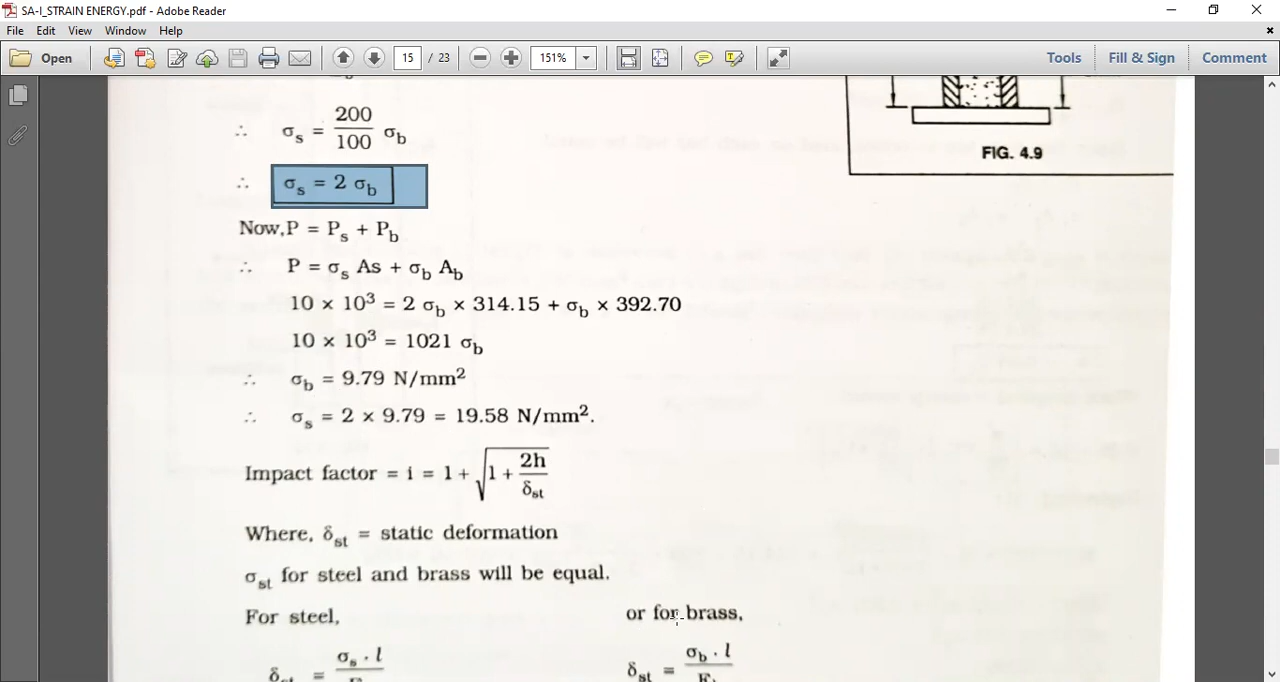 SA-I_STRAIN ENERGY.pdf - Adobe Reader
File Edit View Window Help
Open 15 / 23 151% Tools Fill & Sign Comment
∴ σs = 200/100 σb
FIG. 4.9
∴ σs = 2 σb
Now,P = Ps + Pb
∴ P = σs As + σb Ab
10 × 10³ = 2 σb × 314.15 + σb × 392.70
10 × 10³ = 1021 σb
∴ σb = 9.79 N/mm²
∴ σs = 2 × 9.79 = 19.58 N/mm².
Impact factor = i = 1 + √(1 + 2h/δst)
Where, δst = static deformation
σst for steel and brass will be equal.
For steel, or for brass,
δst = σs . l δst = σb . l